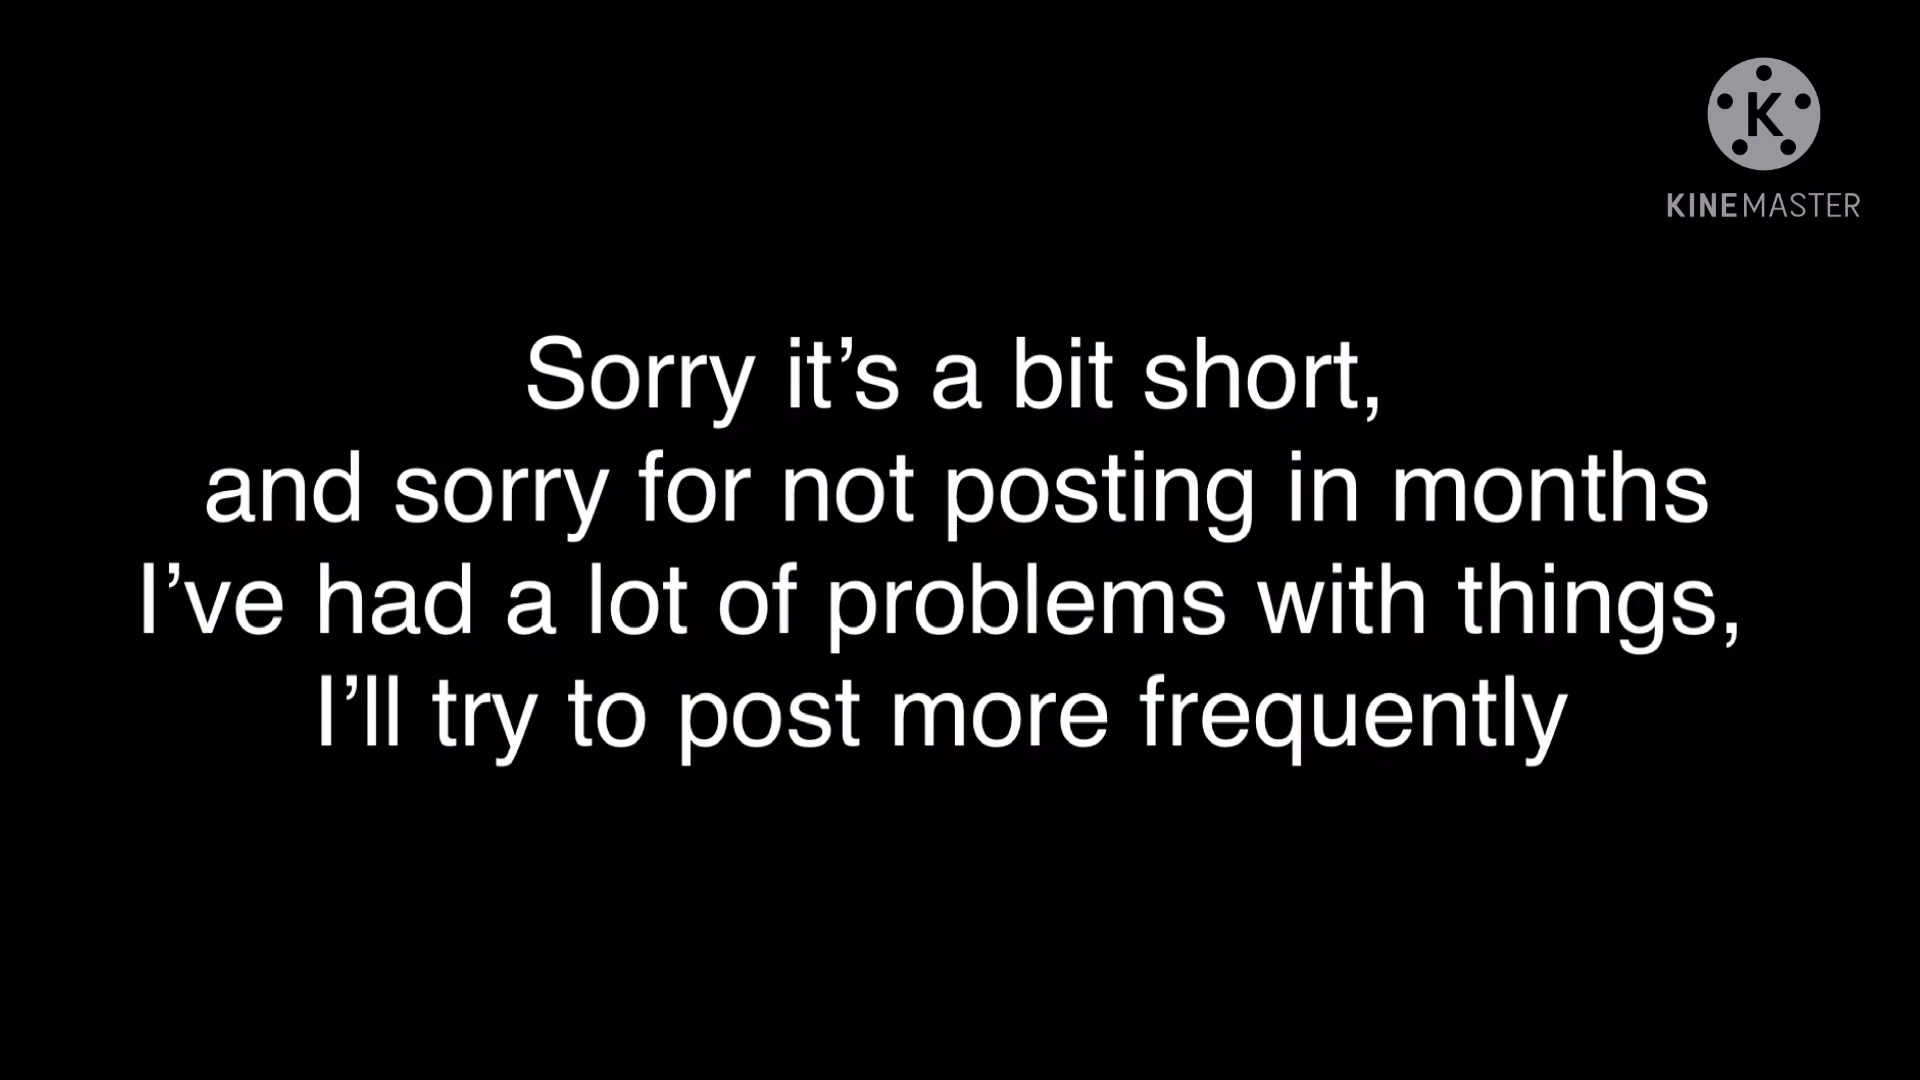 K
KINEMASTER
Sorry it’s a bit short,
and sorry for not posting in months
I’ve had a lot of problems with things,
I’ll try to post more frequently